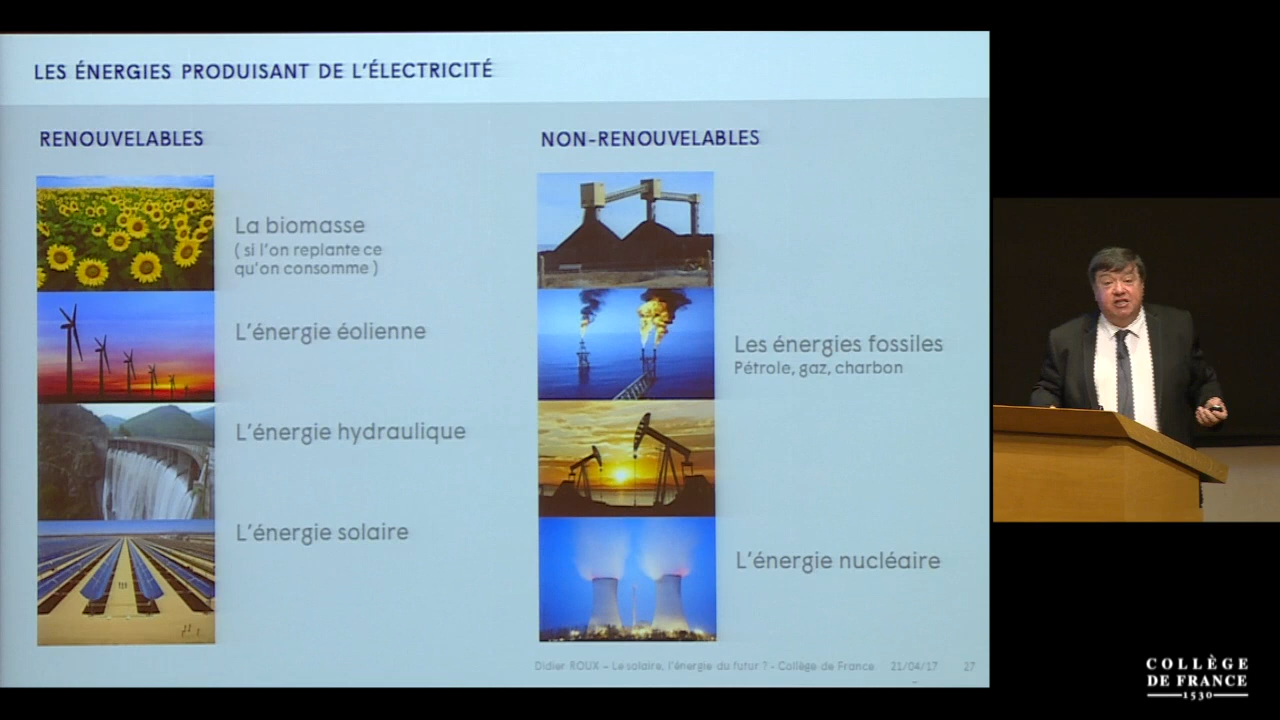 LES ÉNERGIES PRODUISANT DE L'ÉLECTRICITÉ
RENOUVELABLES
La biomasse
( si l'on replante ce
qu'on consomme )
L'énergie éolienne
L'énergie hydraulique
L'énergie solaire
NON-RENOUVELABLES
Les énergies fossiles
Pétrole, gaz, charbon
L'énergie nucléaire
Didier ROUX – Le solaire, l'énergie du futur ? - Collège de France 21/04/17 27
COLLÈGE
DE FRANCE
1530